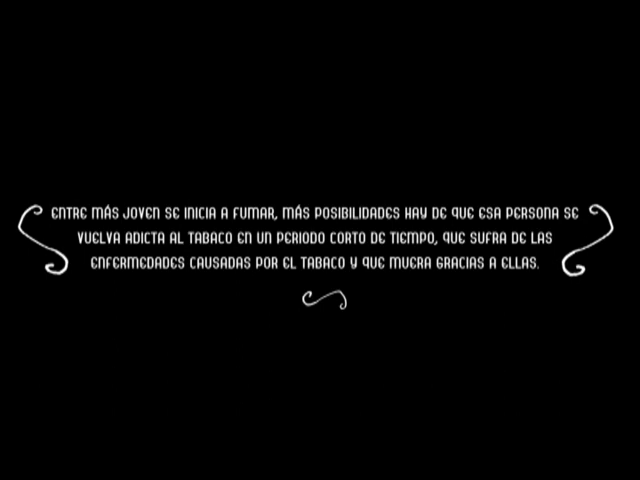 ENTRE MÁS JOVEN SE INICIA A FUMAR, MÁS POSIBILIDADES HAY DE QUE ESA PERSONA SE
VUELVA ADICTA AL TABACO EN UN PERIODO CORTO DE TIEMPO, QUE SUFRA DE LAS
ENFERMEDADES CAUSADAS POR EL TABACO Y QUE MUERA GRACIAS A ELLAS.